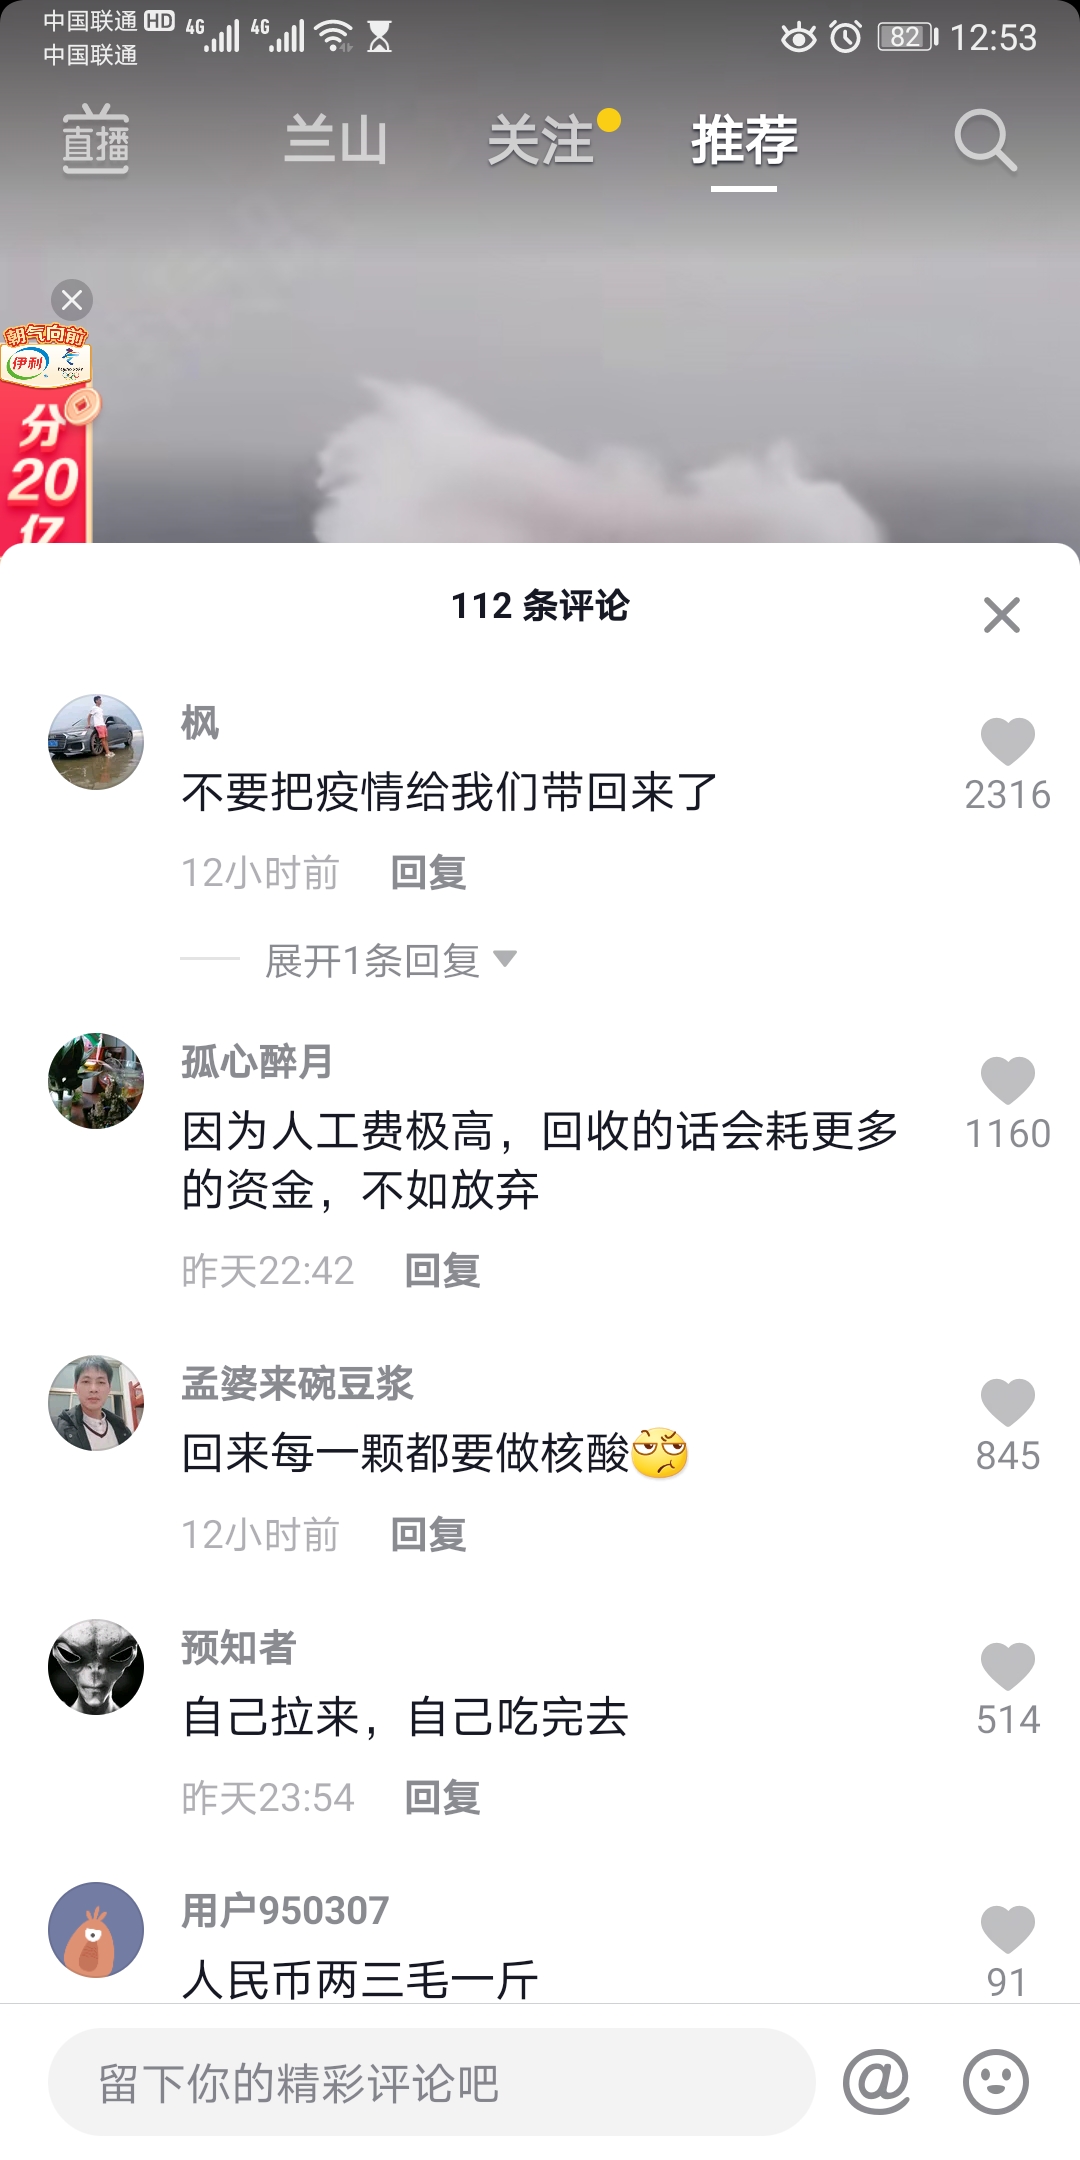 中国联通 HD 4G 4G 82 12:53
中国联通
直播 兰山 关注 推荐
朝气向前
伊利
分
20
亿
112 条评论
枫
不要把疫情给我们带回来了
2316
12小时前 回复
展开1条回复
孤心醉月
因为人工费极高，回收的话会耗更多
的资金，不如放弃
1160
昨天22:42 回复
孟婆来碗豆浆
回来每一颗都要做核酸
845
12小时前 回复
预知者
自己拉来，自己吃完去
514
昨天23:54 回复
用户950307
人民币两三毛一斤
91
留下你的精彩评论吧 @